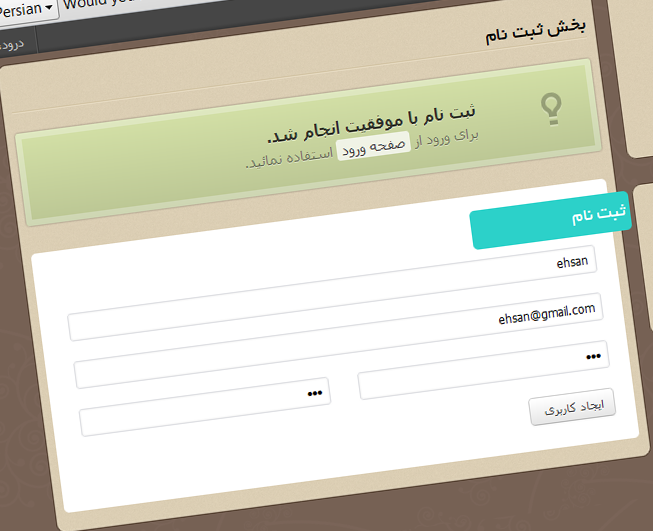 Persian Would you
درود
بخش ثبت نام
ثبت نام با موفقیت انجام شد.
برای ورود از صفحه ورود استفاده نمائید.
ثبت نام
ehsan
ehsan@gmail.com
••• •••
ایجاد کاربری